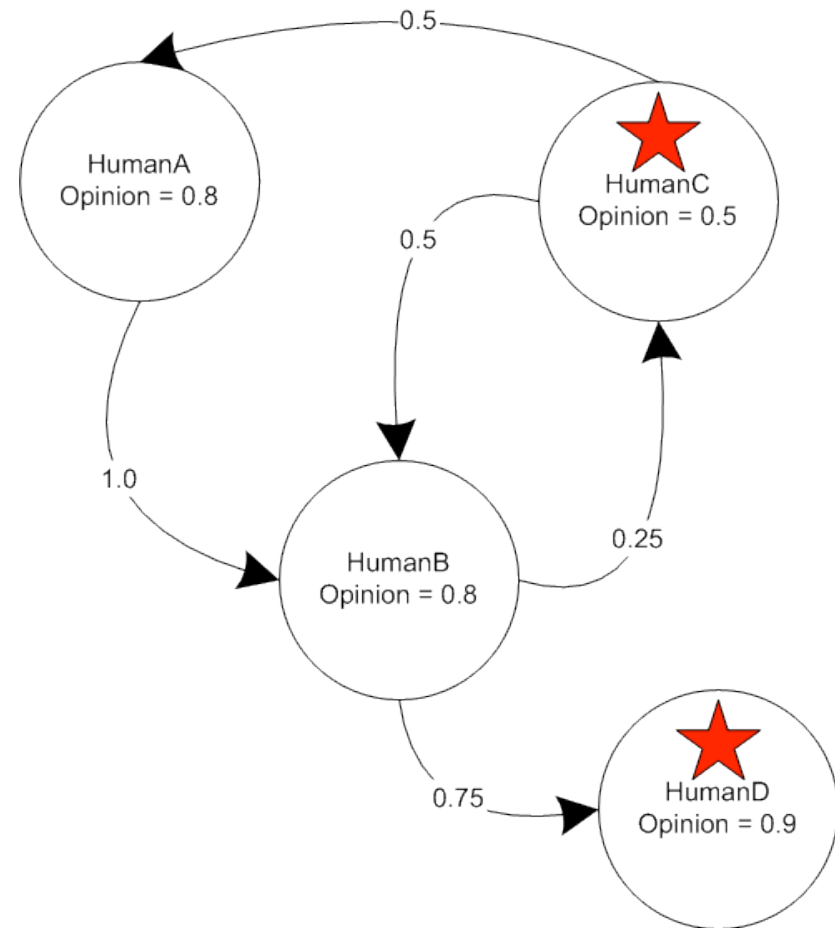 0.5
HumanA
Opinion = 0.8
HumanC
Opinion = 0.5
0.5
1.0
HumanB
Opinion = 0.8
0.25
0.75
HumanD
Opinion = 0.9